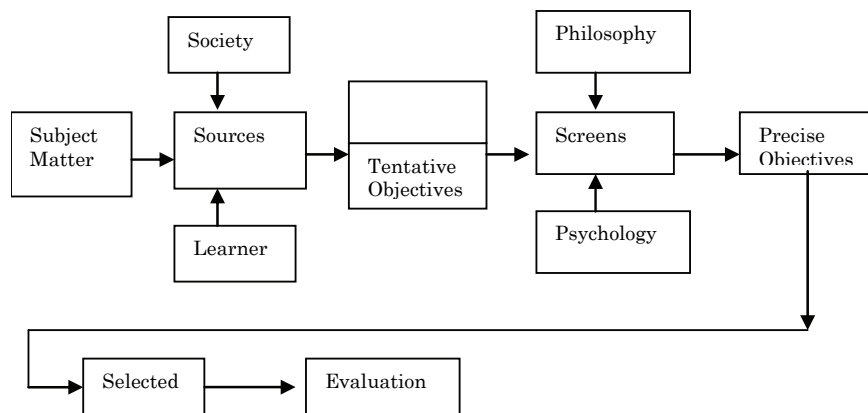 Society
Philosophy
Subject
Matter
Sources
Tentative
Objectives
Screens
Precise
Objectives
Learner
Psychology
Selected
Evaluation